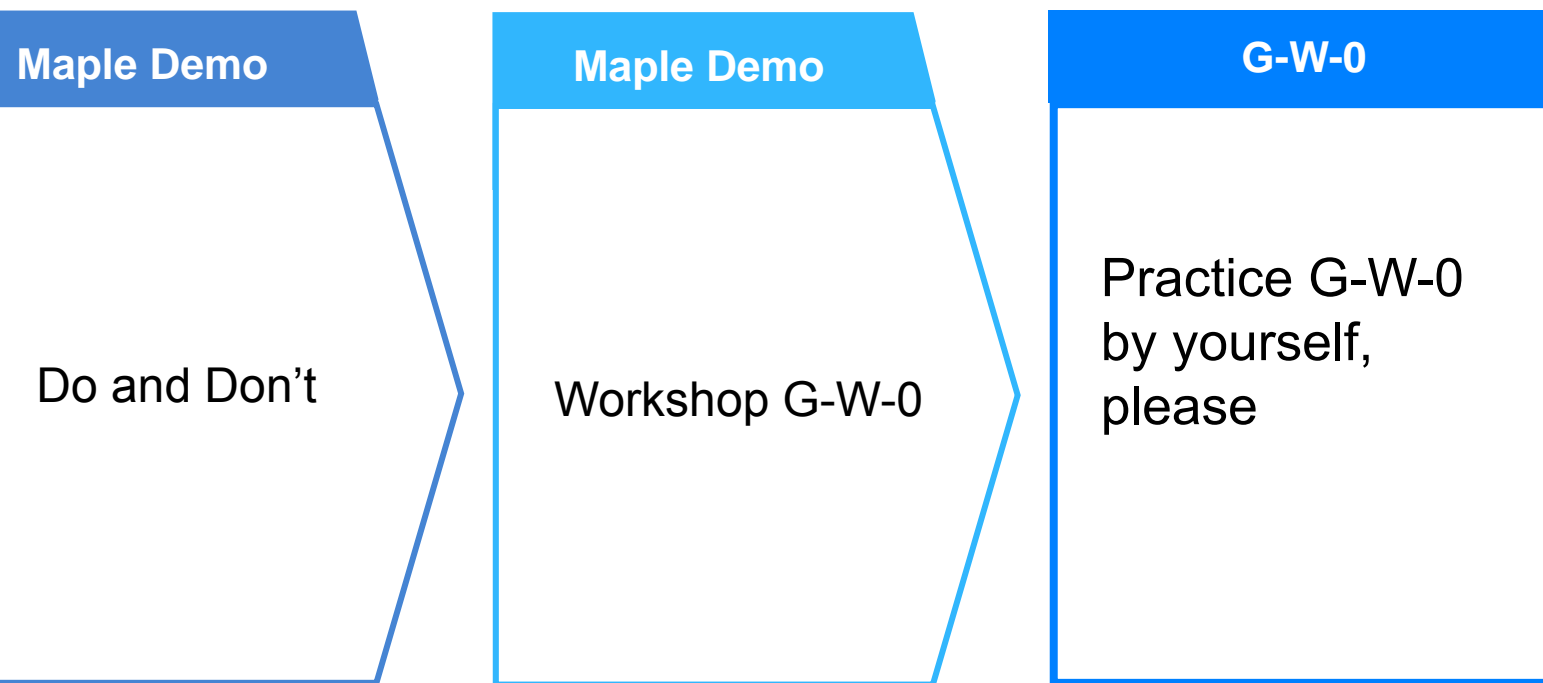 Maple Demo
Do and Don’t
Maple Demo
Workshop G-W-0
G-W-0
Practice G-W-0
by yourself,
please